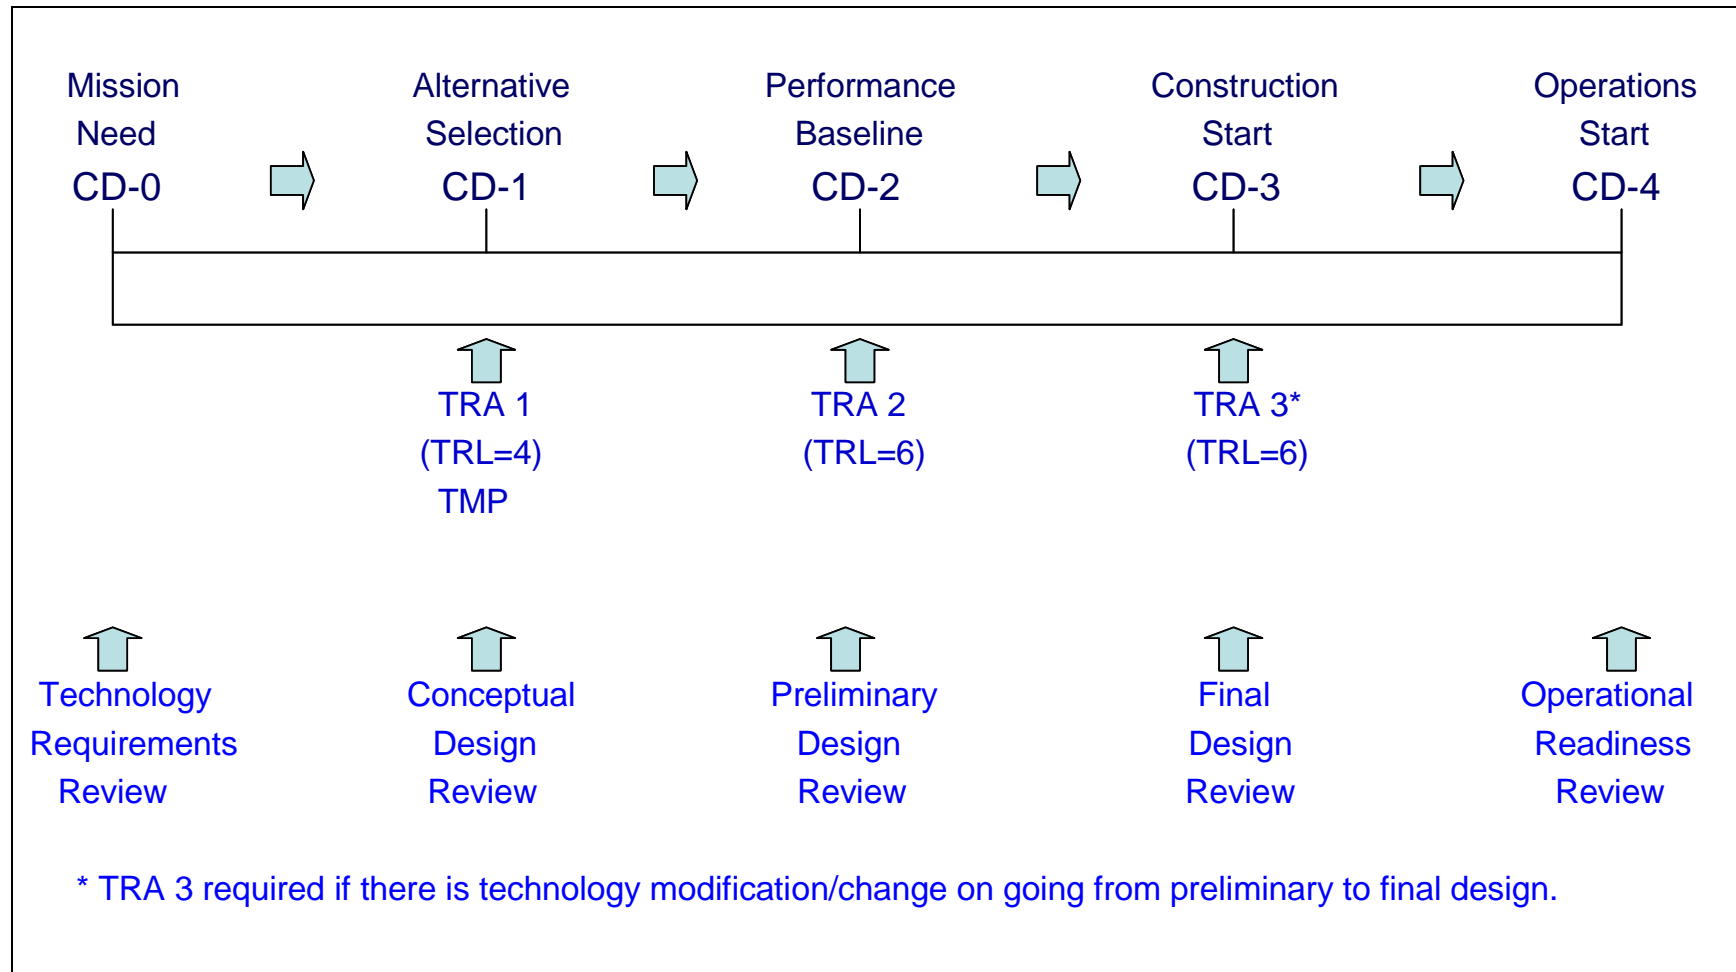 Mission
Need
CD-0
Alternative
Selection
CD-1
Performance
Baseline
CD-2
Construction
Start
CD-3
Operations
Start
CD-4
TRA 1
(TRL=4)
TMP
TRA 2
(TRL=6)
TRA 3*
(TRL=6)
Technology
Requirements
Review
Conceptual
Design
Review
Preliminary
Design
Review
Final
Design
Review
Operational
Readiness
Review
* TRA 3 required if there is technology modification/change on going from preliminary to final design.